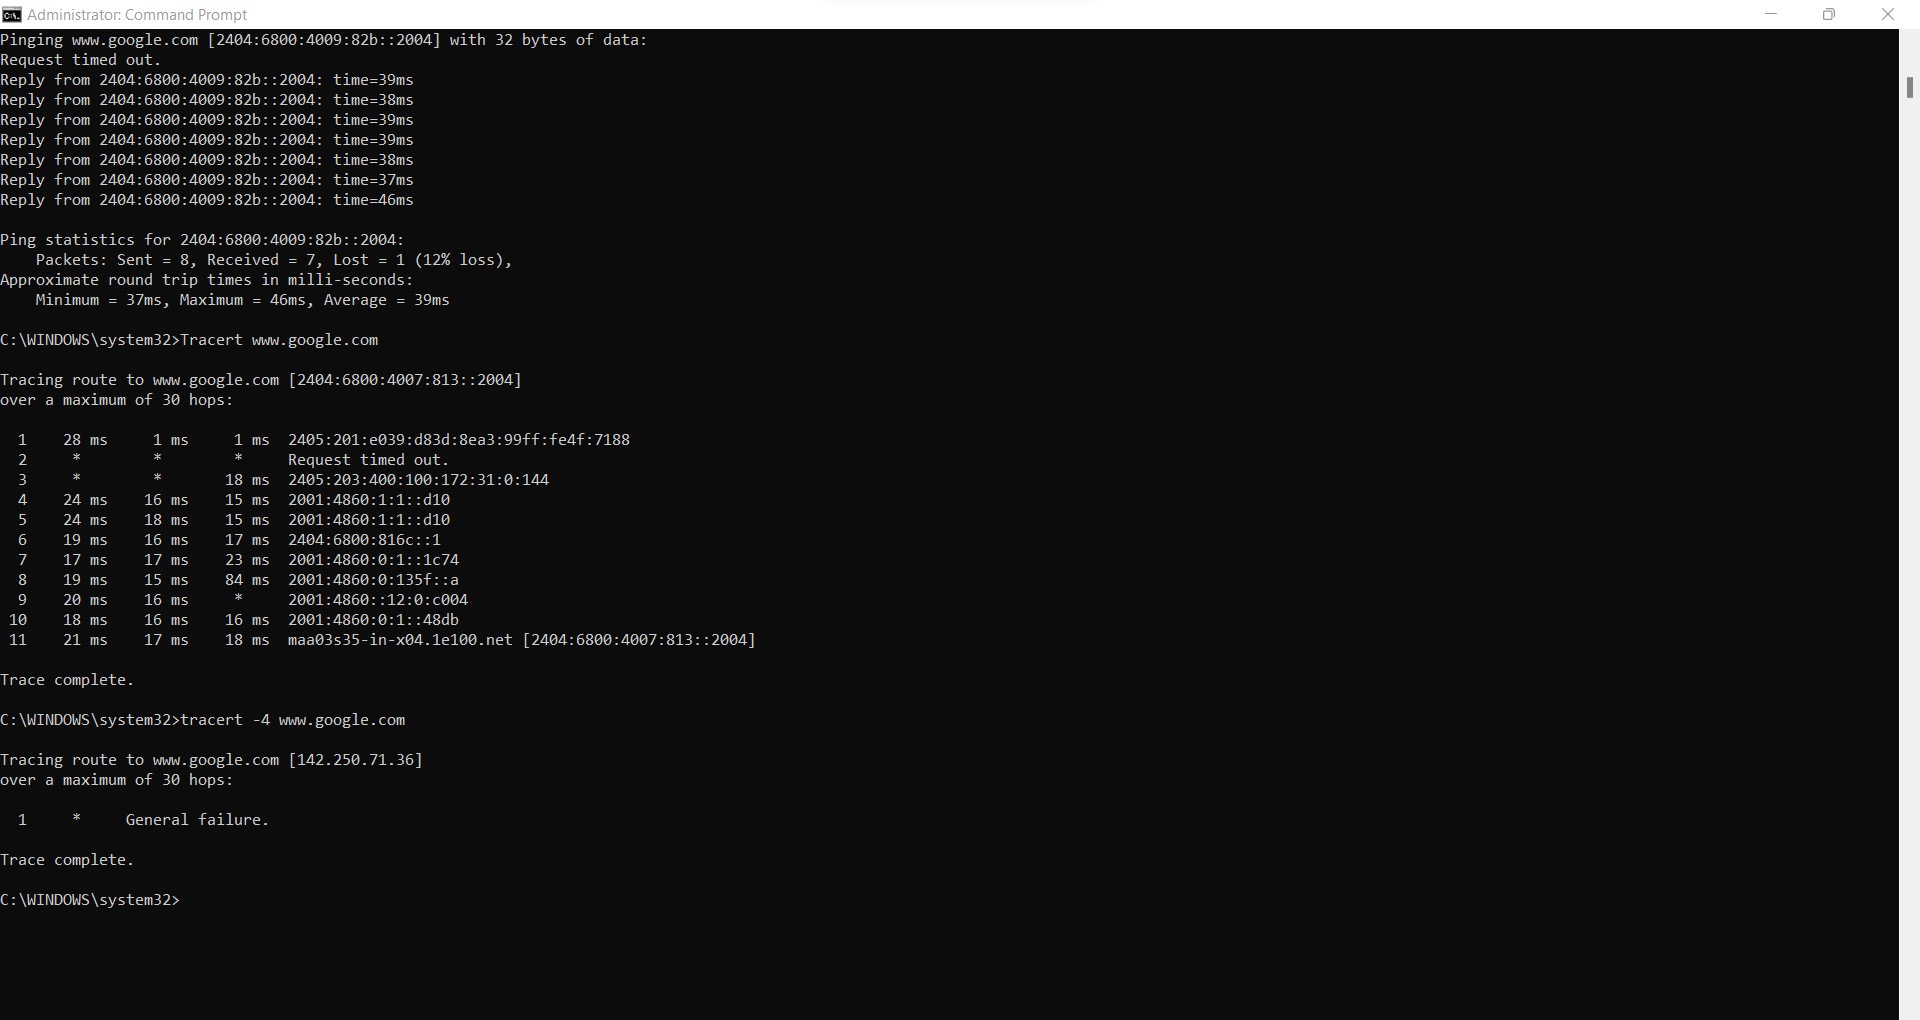 Administrator: Command Prompt
Pinging www.google.com [2404:6800:4009:82b::2004] with 32 bytes of data:
Request timed out.
Reply from 2404:6800:4009:82b::2004: time=39ms
Reply from 2404:6800:4009:82b::2004: time=38ms
Reply from 2404:6800:4009:82b::2004: time=39ms
Reply from 2404:6800:4009:82b::2004: time=39ms
Reply from 2404:6800:4009:82b::2004: time=38ms
Reply from 2404:6800:4009:82b::2004: time=37ms
Reply from 2404:6800:4009:82b::2004: time=46ms
Ping statistics for 2404:6800:4009:82b::2004:
    Packets: Sent = 8, Received = 7, Lost = 1 (12% loss),
Approximate round trip times in milli-seconds:
    Minimum = 37ms, Maximum = 46ms, Average = 39ms
C:\WINDOWS\system32>Tracert www.google.com
Tracing route to www.google.com [2404:6800:4007:813::2004]
over a maximum of 30 hops:
  1    28 ms     1 ms     1 ms  2405:201:e039:d83d:8ea3:99ff:fe4f:7188
  2     *        *        *     Request timed out.
  3     *        *       18 ms  2405:203:400:100:172:31:0:144
  4    24 ms    16 ms    15 ms  2001:4860:1:1::d10
  5    24 ms    18 ms    15 ms  2001:4860:1:1::d10
  6    19 ms    16 ms    17 ms  2404:6800:816c::1
  7    17 ms    17 ms    23 ms  2001:4860:0:1::1c74
  8    19 ms    15 ms    84 ms  2001:4860:0:135f::a
  9    20 ms    16 ms     *     2001:4860::12:0:c004
 10    18 ms    16 ms    16 ms  2001:4860:0:1::48db
 11    21 ms    17 ms    18 ms  maa03s35-in-x04.1e100.net [2404:6800:4007:813::2004]
Trace complete.
C:\WINDOWS\system32>tracert -4 www.google.com
Tracing route to www.google.com [142.250.71.36]
over a maximum of 30 hops:
  1     *     General failure.
Trace complete.
C:\WINDOWS\system32>